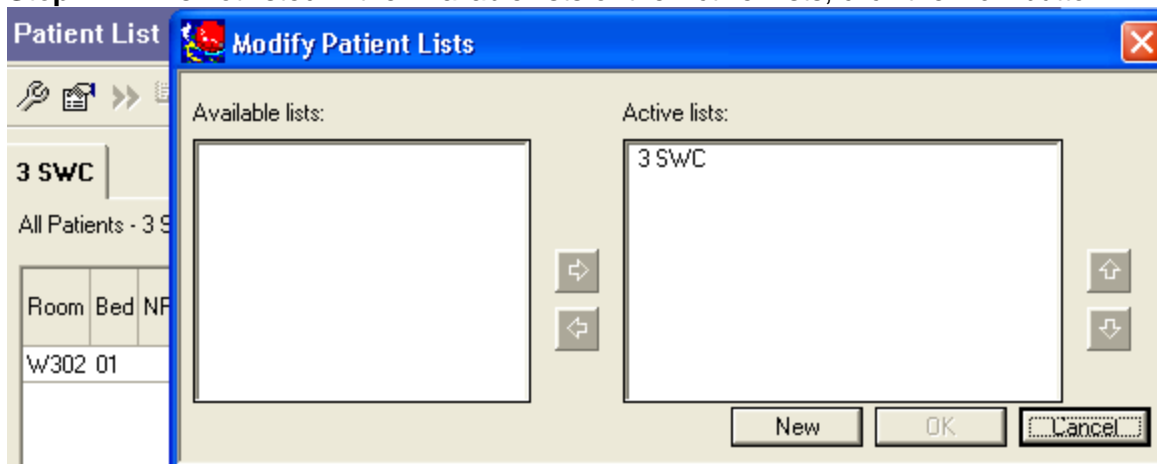 Patient List
Modify Patient Lists
Available lists:
Active lists:
3 SWC
3 SWC
All Patients - 3 S
Room Bed NF
W302 01
New OK Cancel